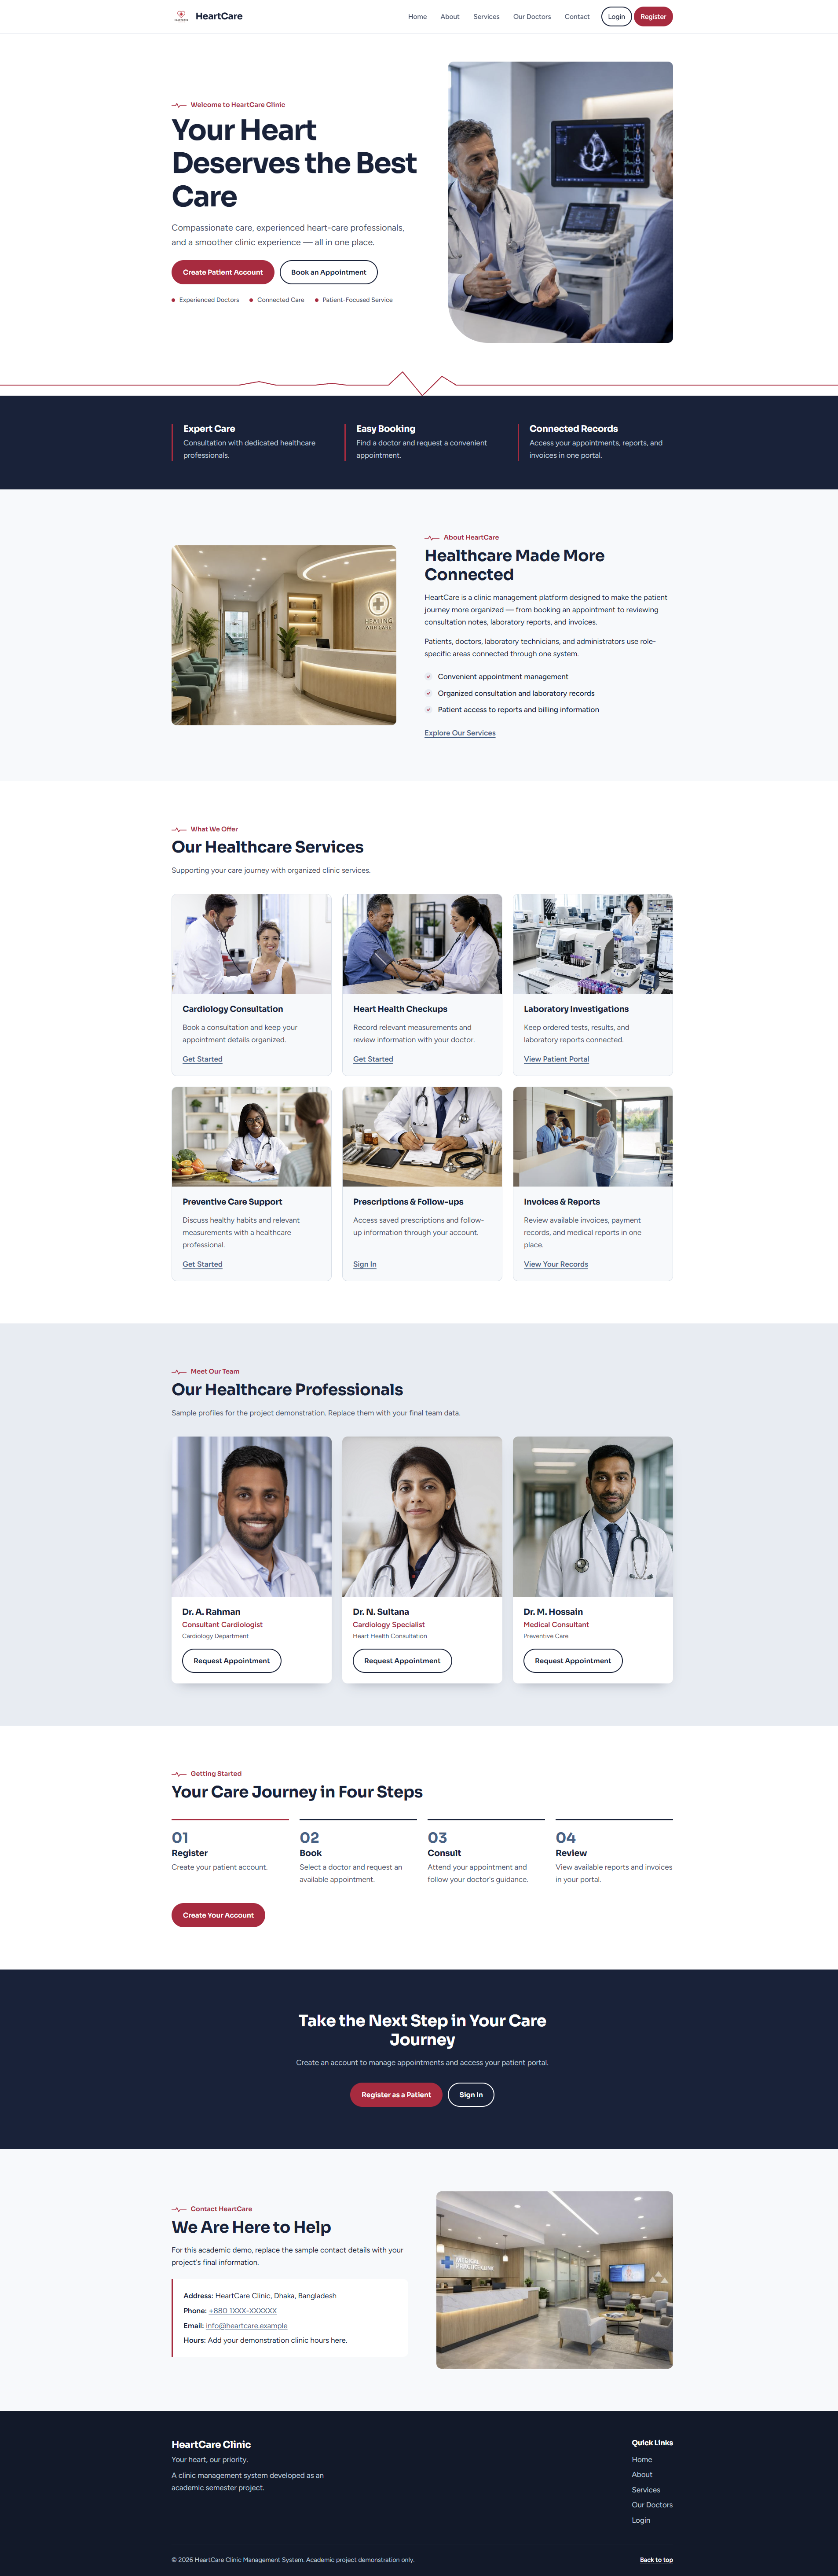 HeartCare
Home About Services Our Doctors Contact Login Register
Welcome to HeartCare Clinic
Your Heart
Deserves the Best
Care
Compassionate care, experienced heart-care professionals,
and a smoother clinic experience — all in one place.
Create Patient Account Book an Appointment
Experienced Doctors Connected Care Patient-Focused Service
Expert Care
Consultation with dedicated healthcare
professionals.
Easy Booking
Find a doctor and request a convenient
appointment.
Connected Records
Access your appointments, reports, and
invoices in one portal.
HEALING
WITH CARE
About HeartCare
Healthcare Made More
Connected
HeartCare is a clinic management platform designed to make the patient
journey more organized — from booking an appointment to reviewing
consultation notes, laboratory reports, and invoices.
Patients, doctors, laboratory technicians, and administrators use role-
specific areas connected through one system.
Convenient appointment management
Organized consultation and laboratory records
Patient access to reports and billing information
Explore Our Services
What We Offer
Our Healthcare Services
Supporting your care journey with organized clinic services.
Cardiology Consultation
Book a consultation and keep your
appointment details organized.
Get Started
Heart Health Checkups
Record relevant measurements and
review information with your doctor.
Get Started
Laboratory Investigations
Keep ordered tests, results, and
laboratory reports connected.
View Patient Portal
Preventive Care Support
Discuss healthy habits and relevant
measurements with a healthcare
professional.
Get Started
Prescriptions & Follow-ups
Access saved prescriptions and follow-
up information through your account.
Sign In
Invoices & Reports
Review available invoices, payment
records, and medical reports in one
place.
View Your Records
Meet Our Team
Our Healthcare Professionals
Sample profiles for the project demonstration. Replace them with your final team data.
Dr. A. Rahman
Consultant Cardiologist
Cardiology Department
Request Appointment
Dr. N. Sultana
Cardiology Specialist
Heart Health Consultation
Request Appointment
Dr. M. Hossain
Medical Consultant
Preventive Care
Request Appointment
Getting Started
Your Care Journey in Four Steps
01
Register
Create your patient account.
02
Book
Select a doctor and request an
available appointment.
03
Consult
Attend your appointment and
follow your doctor's guidance.
04
Review
View available reports and invoices
in your portal.
Create Your Account
Take the Next Step in Your Care
Journey
Create an account to manage appointments and access your patient portal.
Register as a Patient Sign In
Contact HeartCare
We Are Here to Help
For this academic demo, replace the sample contact details with your
project's final information.
Address: HeartCare Clinic, Dhaka, Bangladesh
Phone: +880 1XXX-XXXXXX
Email: info@heartcare.example
Hours: Add your demonstration clinic hours here.
MEDICAL
HeartCare Clinic
Your heart, our priority.
A clinic management system developed as an
academic semester project.
Quick Links
Home
About
Services
Our Doctors
Login
© 2026 HeartCare Clinic Management System. Academic project demonstration only.
Back to top